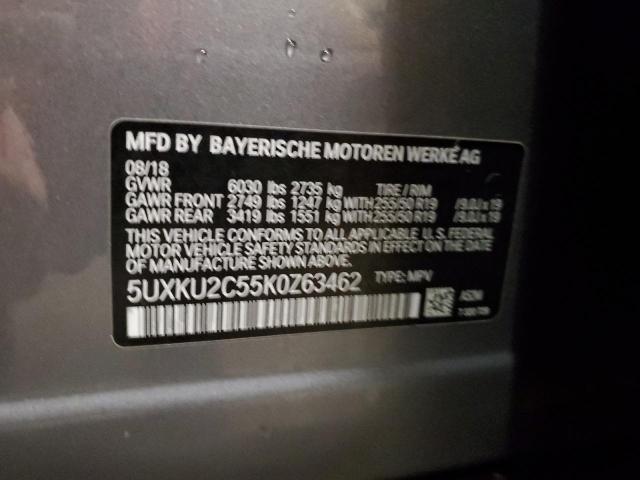 MFD BY BAYERISCHE MOTOREN WERKE AG
08/18
GVWR 6030 lbs 2735 kg TIRE / RIM
GAWR FRONT 2749 lbs 1247 kg WITH 255/50 R19 /9.0J x 19
GAWR REAR 3419 lbs 1551 kg WITH 255/50 R19 /9.0J x 19
THIS VEHICLE CONFORMS TO ALL APPLICABLE U.S. FEDERAL
MOTOR VEHICLE SAFETY STANDARDS IN EFFECT ON THE DATE
OF MANUFACTURE SHOWN ABOVE.
5UXKU2C55K0Z63462 TYPE: MPV